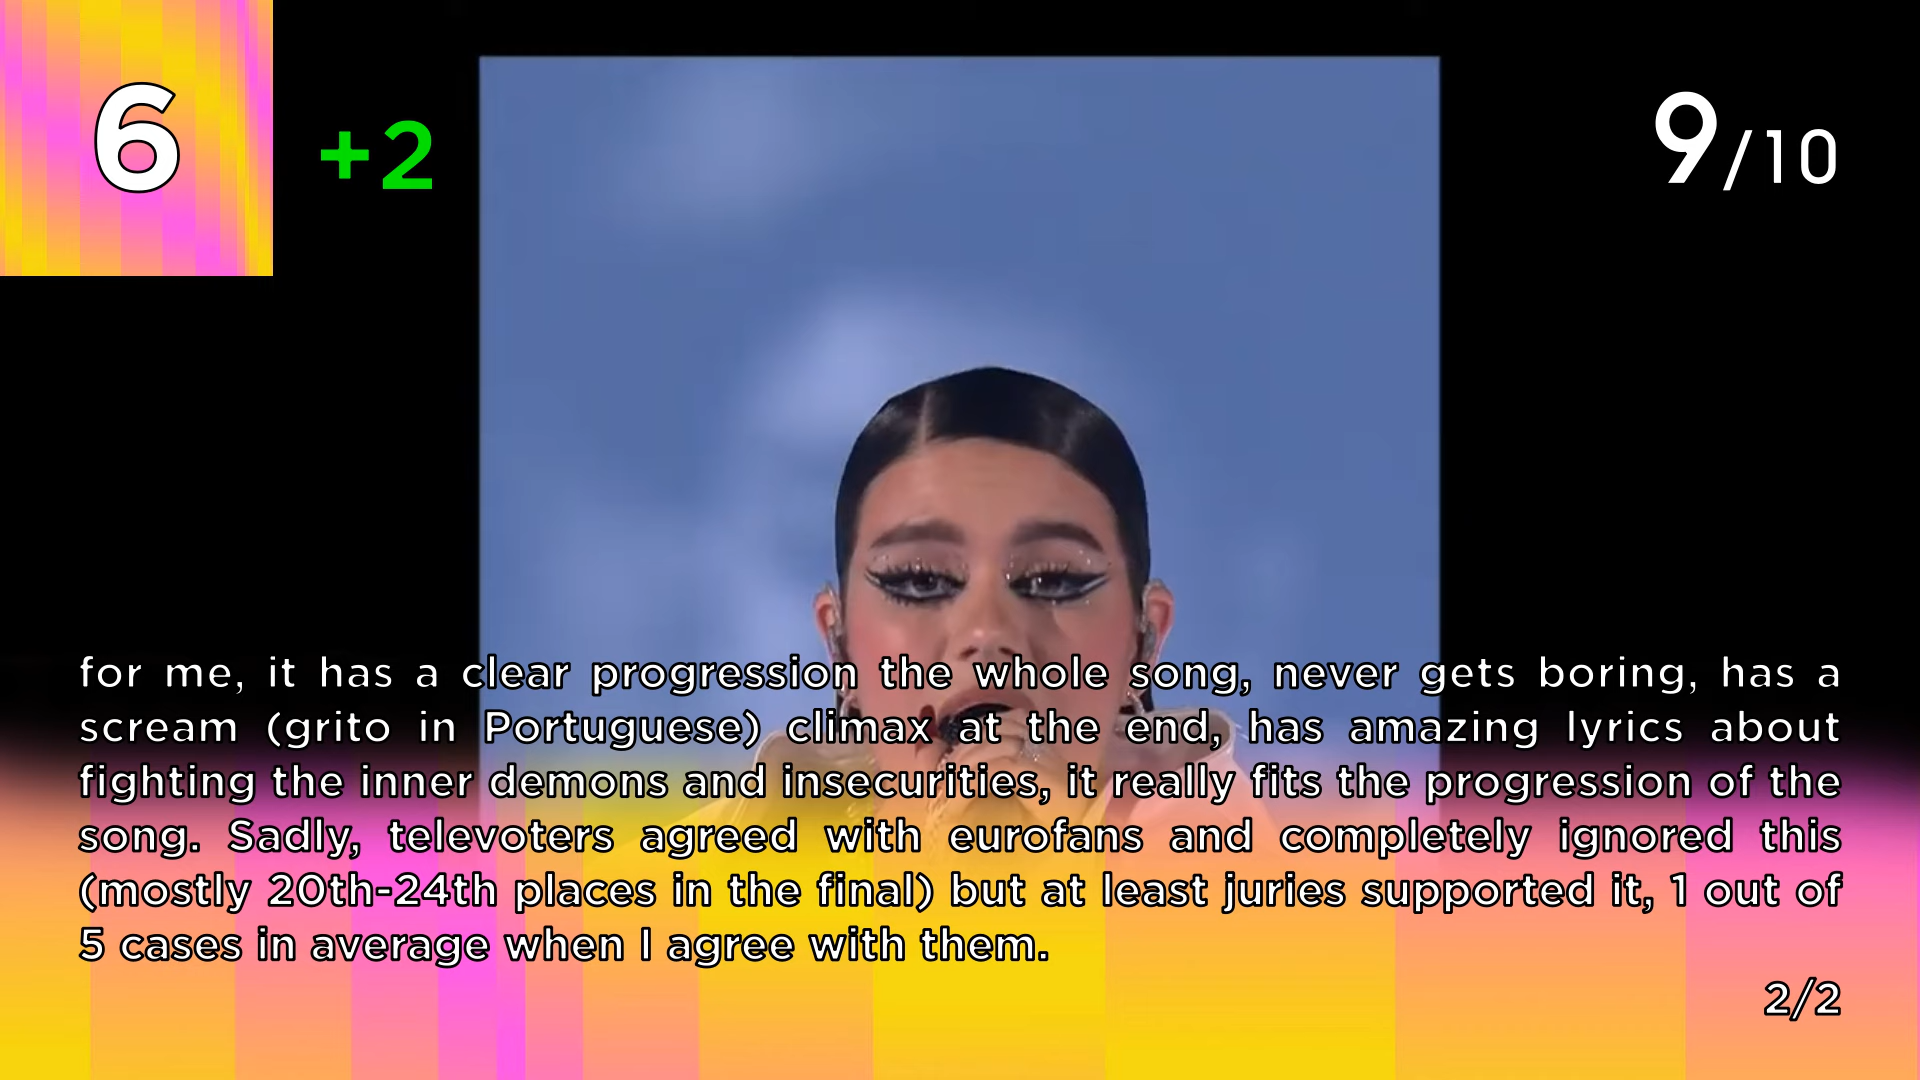 6
+2
9/10
for me, it has a clear progression the whole song, never gets boring, has a
scream (grito in Portuguese) climax at the end, has amazing lyrics about
fighting the inner demons and insecurities, it really fits the progression of the
song. Sadly, televoters agreed with eurofans and completely ignored this
(mostly 20th-24th places in the final) but at least juries supported it, 1 out of
5 cases in average when I agree with them.
2/2